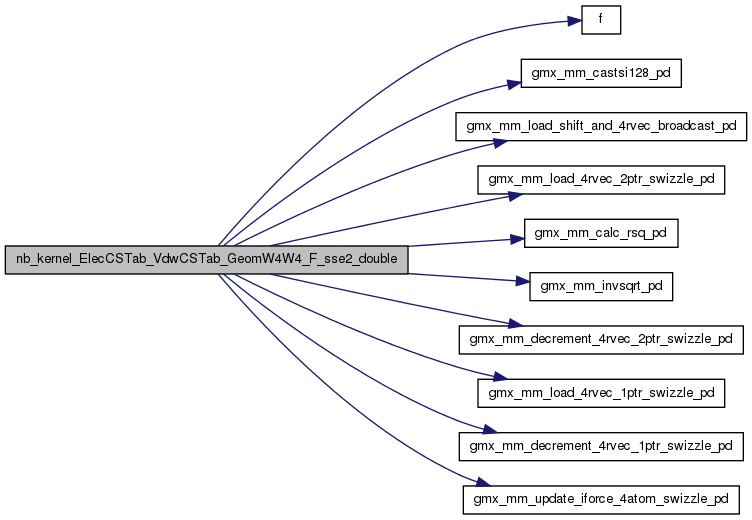 f
gmx_mm_castsi128_pd
gmx_mm_load_shift_and_4rvec_broadcast_pd
gmx_mm_load_4rvec_2ptr_swizzle_pd
gmx_mm_calc_rsq_pd
nb_kernel_ElecCSTab_VdwCSTab_GeomW4W4_F_sse2_double
gmx_mm_invsqrt_pd
gmx_mm_decrement_4rvec_2ptr_swizzle_pd
gmx_mm_load_4rvec_1ptr_swizzle_pd
gmx_mm_decrement_4rvec_1ptr_swizzle_pd
gmx_mm_update_iforce_4atom_swizzle_pd